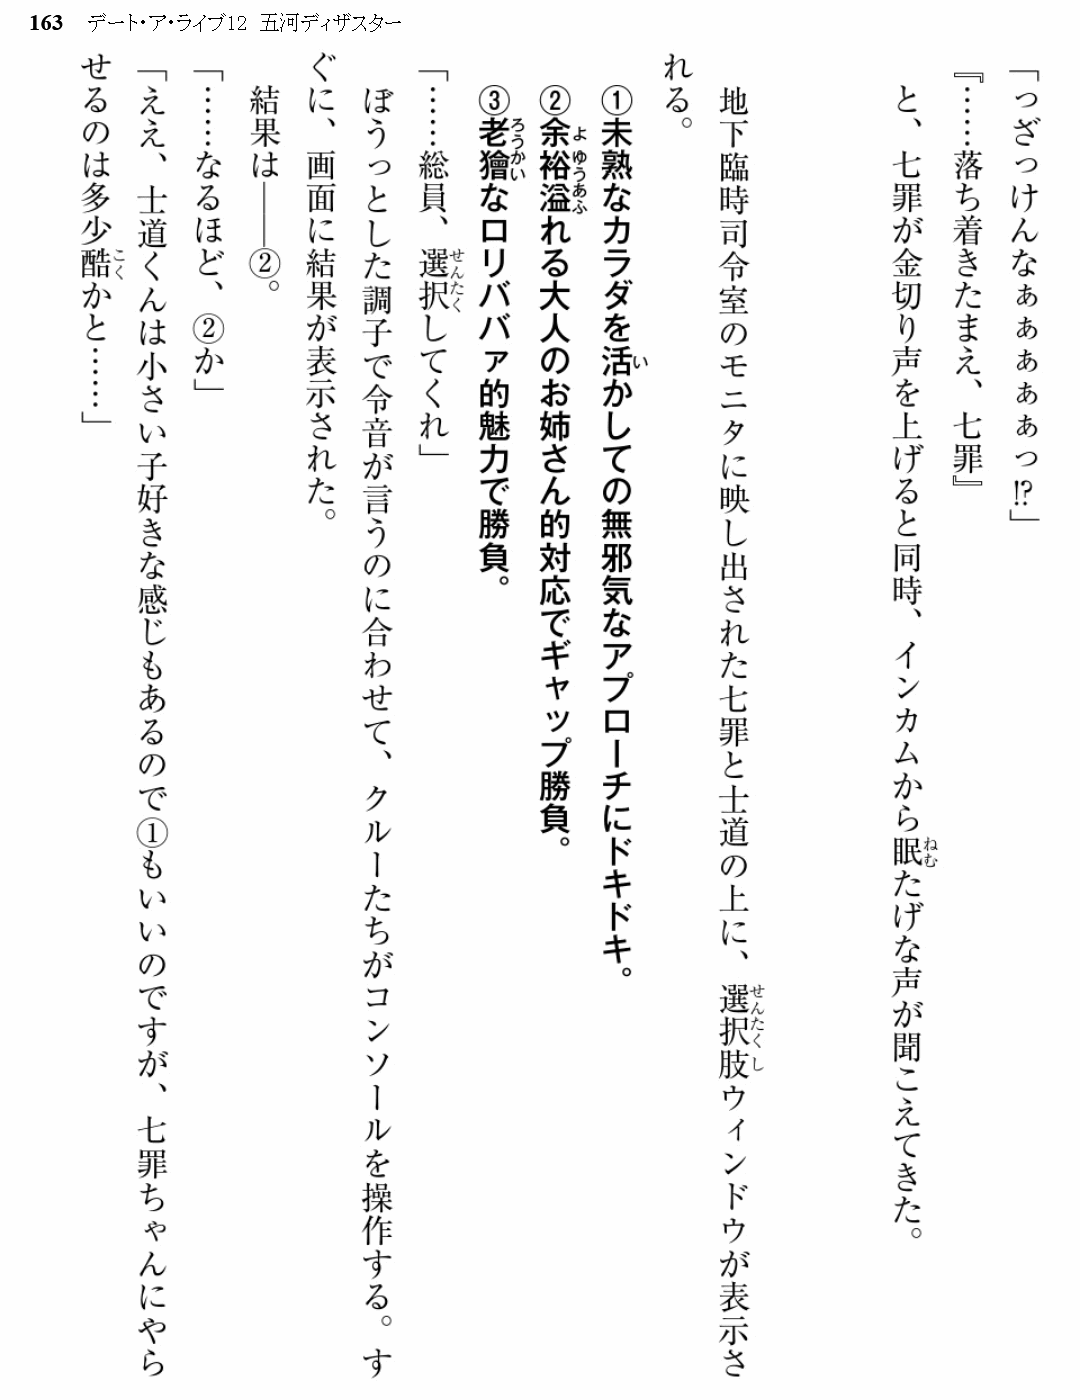 163 デート・ア・ライブ12 五河ディザスター
「っざっけんなぁぁぁぁぁっ!?」
『……落ち着きたまえ、七罪』
と、七罪が金切り声を上げると同時、インカムから眠たげな声が聞こえてきた。
地下臨時司令室のモニタに映し出された七罪と士道の上に、選択肢ウィンドウが表示さ
れる。
①未熟なカラダを活かしての無邪気なアプローチにドキドキ。
②余裕溢れる大人のお姉さん的対応でギャップ勝負。
③老獪なロリババァ的魅力で勝負。
「……総員、選択してくれ」
ぼうっとした調子で令音が言うのに合わせて、クルーたちがコンソールを操作する。す
ぐに、画面に結果が表示された。
結果は――②。
「……なるほど、②か」
「ええ、士道くんは小さい子好きな感じもあるので①もいいのですが、七罪ちゃんにやら
せるのは多少酷かと……」